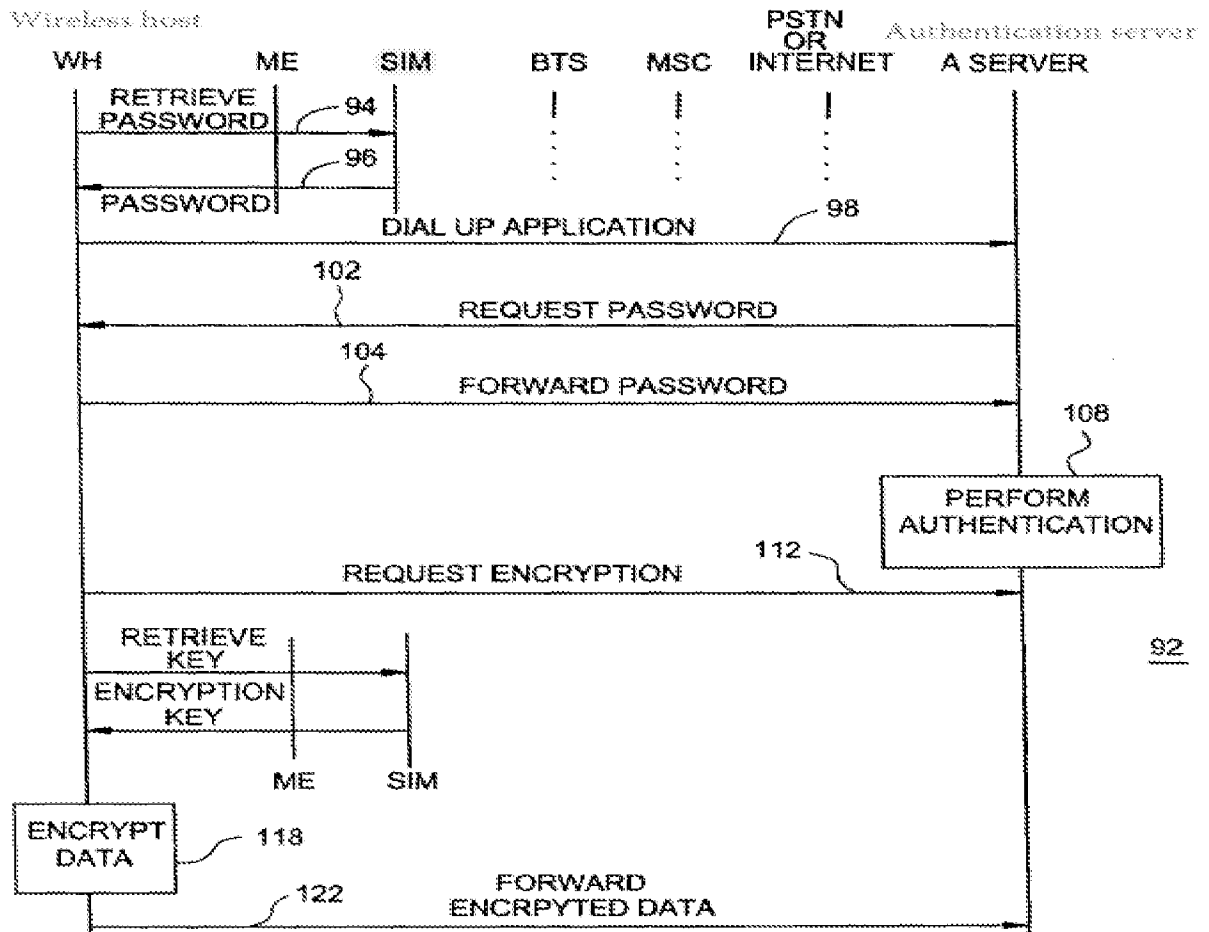 Wireless host
PSTN
OR
Authentication server
WH ME SIM BTS MSC INTERNET A SERVER
RETRIEVE
PASSWORD
94
96
PASSWORD
DIAL UP APPLICATION
98
102
REQUEST PASSWORD
104
FORWARD PASSWORD
108
PERFORM
AUTHENTICATION
REQUEST ENCRYPTION
112
RETRIEVE
KEY
92
ENCRYPTION
KEY
ME SIM
ENCRYPT
DATA
118
122
FORWARD
ENCRPYTED DATA